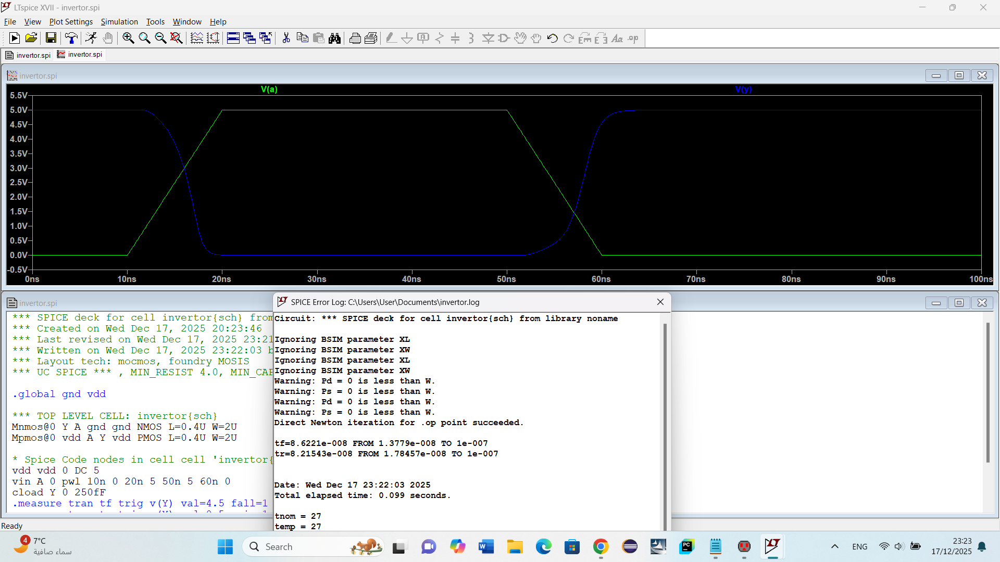 LTspice XVII - invertor.spi
File View Plot Settings Simulation Tools Window Help
invertor.spi invertor.spi
invertor.spi
V(a) V(y)
5.5V
5.0V
4.5V
4.0V
3.5V
3.0V
2.5V
2.0V
1.5V
1.0V
0.5V
0.0V
-0.5V
0ns 10ns 20ns 30ns 40ns 50ns 60ns 70ns 80ns 90ns 100ns
invertor.spi
*** SPICE deck for cell invertor{sch} from
*** Created on Wed Dec 17, 2025 20:23:46
*** Last revised on Wed Dec 17, 2025 23:21
*** Written on Wed Dec 17, 2025 23:22:03 b
*** Layout tech: mocmos, foundry MOSIS
*** UC SPICE *** , MIN_RESIST 4.0, MIN_CAP
.global gnd vdd
*** TOP LEVEL CELL: invertor{sch}
Mnmos@0 Y A gnd gnd NMOS L=0.4U W=2U
Mpmos@0 vdd A Y vdd PMOS L=0.4U W=2U
* Spice Code nodes in cell cell 'invertor{
vdd vdd 0 DC 5
vin A 0 pwl 10n 0 20n 5 50n 5 60n 0
cload Y 0 250fF
.measure tran tf trig v(Y) val=4.5 fall=1
SPICE Error Log: C:\Users\User\Documents\invertor.log
Circuit: *** SPICE deck for cell invertor{sch} from library noname
Ignoring BSIM parameter XL
Ignoring BSIM parameter XW
Ignoring BSIM parameter XL
Ignoring BSIM parameter XW
Warning: Pd = 0 is less than W.
Warning: Ps = 0 is less than W.
Warning: Pd = 0 is less than W.
Warning: Ps = 0 is less than W.
Direct Newton iteration for .op point succeeded.
tf=8.6221e-008 FROM 1.3779e-008 TO 1e-007
tr=8.21543e-008 FROM 1.78457e-008 TO 1e-007
Date: Wed Dec 17 23:22:03 2025
Total elapsed time: 0.099 seconds.
tnom = 27
temp = 27
Ready
4
7°C
سماء صافية
Search
ENG
23:23
17/12/2025